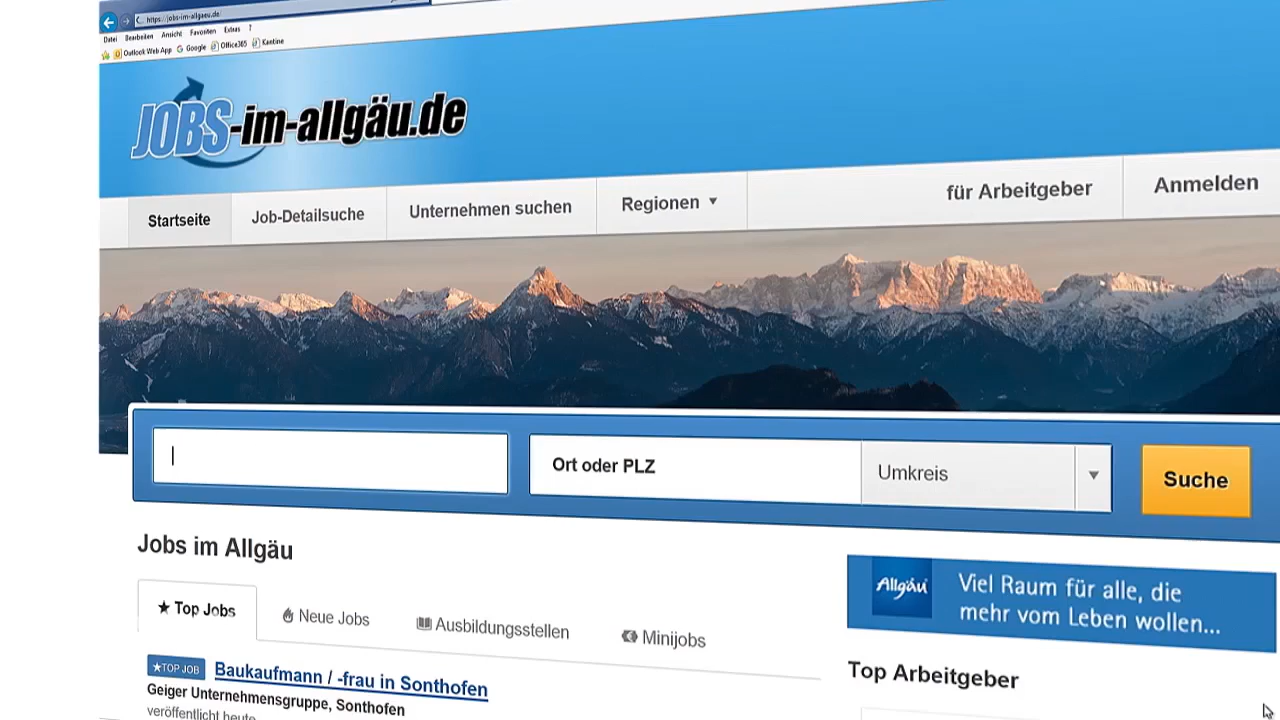 https://jobs-im-allgaeu.de
Datei Bearbeiten Ansicht Favoriten Extras ?
Outlook Web App Google Office365 Kantine
JOBS-im-allgäu.de
Startseite Job-Detailsuche Unternehmen suchen Regionen für Arbeitgeber Anmelden
Ort oder PLZ Umkreis Suche
Jobs im Allgäu
Allgäu Viel Raum für alle, die
mehr vom Leben wollen...
Top Jobs Neue Jobs Ausbildungsstellen Minijobs
Top Arbeitgeber
TOP JOB Baukaufmann / -frau in Sonthofen
Geiger Unternehmensgruppe, Sonthofen
veröffentlicht heute